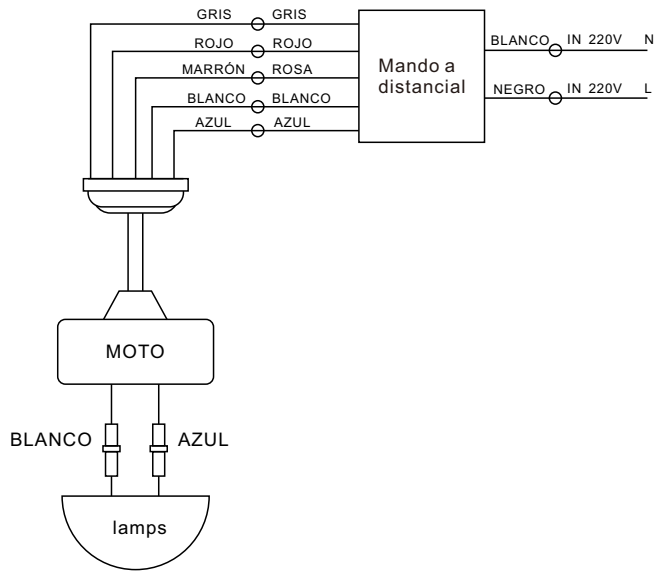 GRIS GRIS
ROJO ROJO
MARRÓN ROSA
BLANCO BLANCO
AZUL AZUL
Mando a
distancial
BLANCO IN 220V N
NEGRO IN 220V L
MOTO
BLANCO AZUL
lamps